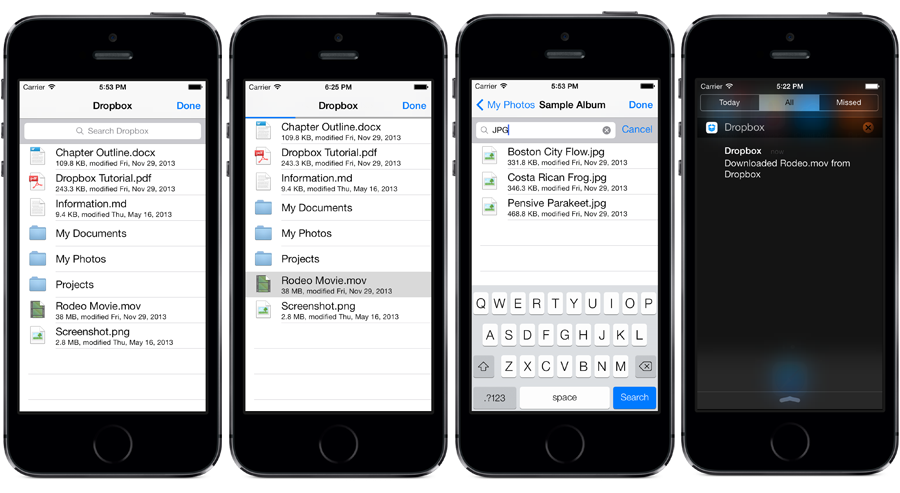 Carrier 5:53 PM
Dropbox Done
Search Dropbox
Chapter Outline.docx
109.8 KB, modified Fri, Nov 29, 2013
Dropbox Tutorial.pdf
243.3 KB, modified Fri, Nov 29, 2013
Information.md
9.4 KB, modified Thu, May 16, 2013
My Documents
My Photos
Projects
Rodeo Movie.mov
38 MB, modified Fri, Nov 29, 2013
Screenshot.png
2.8 MB, modified Thu, May 16, 2013
Carrier 6:25 PM
Dropbox Done
Chapter Outline.docx
109.8 KB, modified Fri, Nov 29, 2013
Dropbox Tutorial.pdf
243.3 KB, modified Fri, Nov 29, 2013
Information.md
9.4 KB, modified Thu, May 16, 2013
My Documents
My Photos
Projects
Rodeo Movie.mov
38 MB, modified Fri, Nov 29, 2013
Screenshot.png
2.8 MB, modified Thu, May 16, 2013
Carrier 5:53 PM
My Photos Sample Album Done
JPG Cancel
Boston City Flow.jpg
331.8 KB, modified Fri, Nov 29, 2013
Costa Rican Frog.jpg
346.3 KB, modified Fri, Nov 29, 2013
Pensive Parakeet.jpg
468.8 KB, modified Fri, Nov 29, 2013
Q W E R T Y U I O P
A S D F G H J K L
Z X C V B N M
.?123 space Search
Carrier 5:22 PM
Today All Missed
Dropbox
Dropbox now
Downloaded Rodeo.mov from
Dropbox